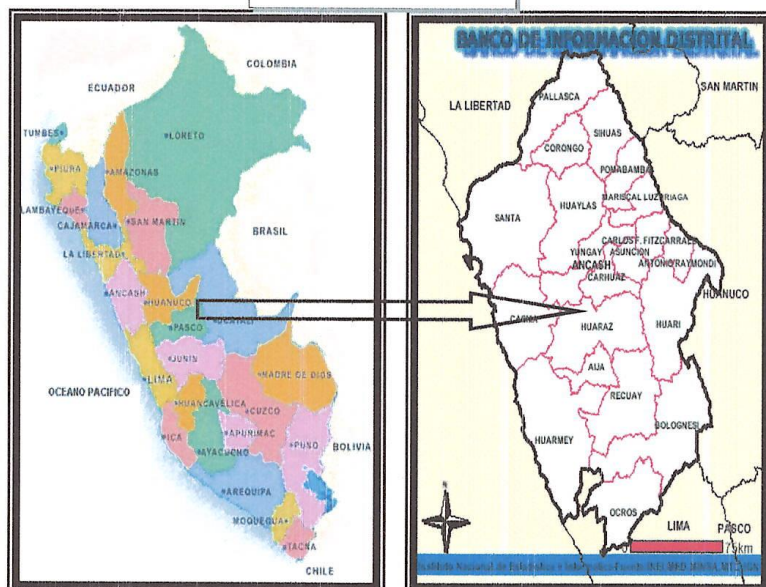 COLOMBIA
ECUADOR
TUMBES
LORETO
PIURA
AMAZONAS
LAMBAYEQUE
SAN MARTIN
CAJAMARCA
BRASIL
LA LIBERTAD
ANCASH
HUANUCO
UCAYALI
PASCO
JUNIN
LIMA
MADRE DE DIOS
OCEANO PACIFICO
HUANCAVELICA
CUZCO
ICA
APURIMAC
PUNO
BOLIVIA
AYACUCHO
AREQUIPA
MOQUEGUA
TACNA
CHILE
BANCO DE INFORMACION DISTRITAL
SAN MARTIN
LA LIBERTAD
PALLASCA
SIHUAS
CORONGO
POMABAMBA
MARISCAL LUZURIAGA
HUAYLAS
SANTA
CARLOS F. FITZCARRALD
YUNGAY
ASUNCION
ANCASH
ANTONIO RAYMONDI
CARHUAZ
HUANUCO
CASMA
HUARAZ
HUARI
AIJA
RECUAY
BOLOGNESI
HUARMEY
OCROS
LIMA
PASCO
0
75km